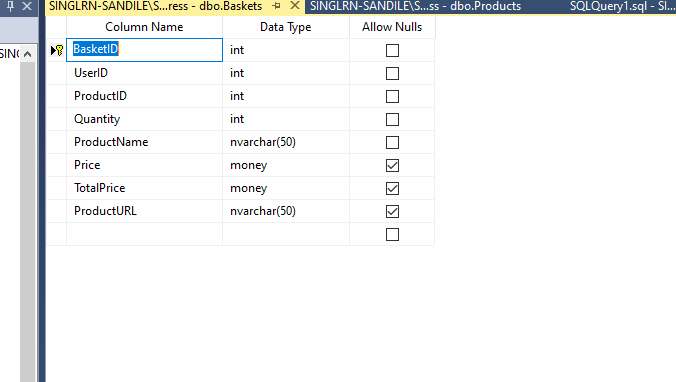 SINGLRN-SANDILE\S...ress - dbo.Baskets SINGLRN-SANDILE\S...ss - dbo.Products SQLQuery1.sql - SI...
Column Name Data Type Allow Nulls
BasketID int
UserID int
ProductID int
Quantity int
ProductName nvarchar(50)
Price money
TotalPrice money
ProductURL nvarchar(50)